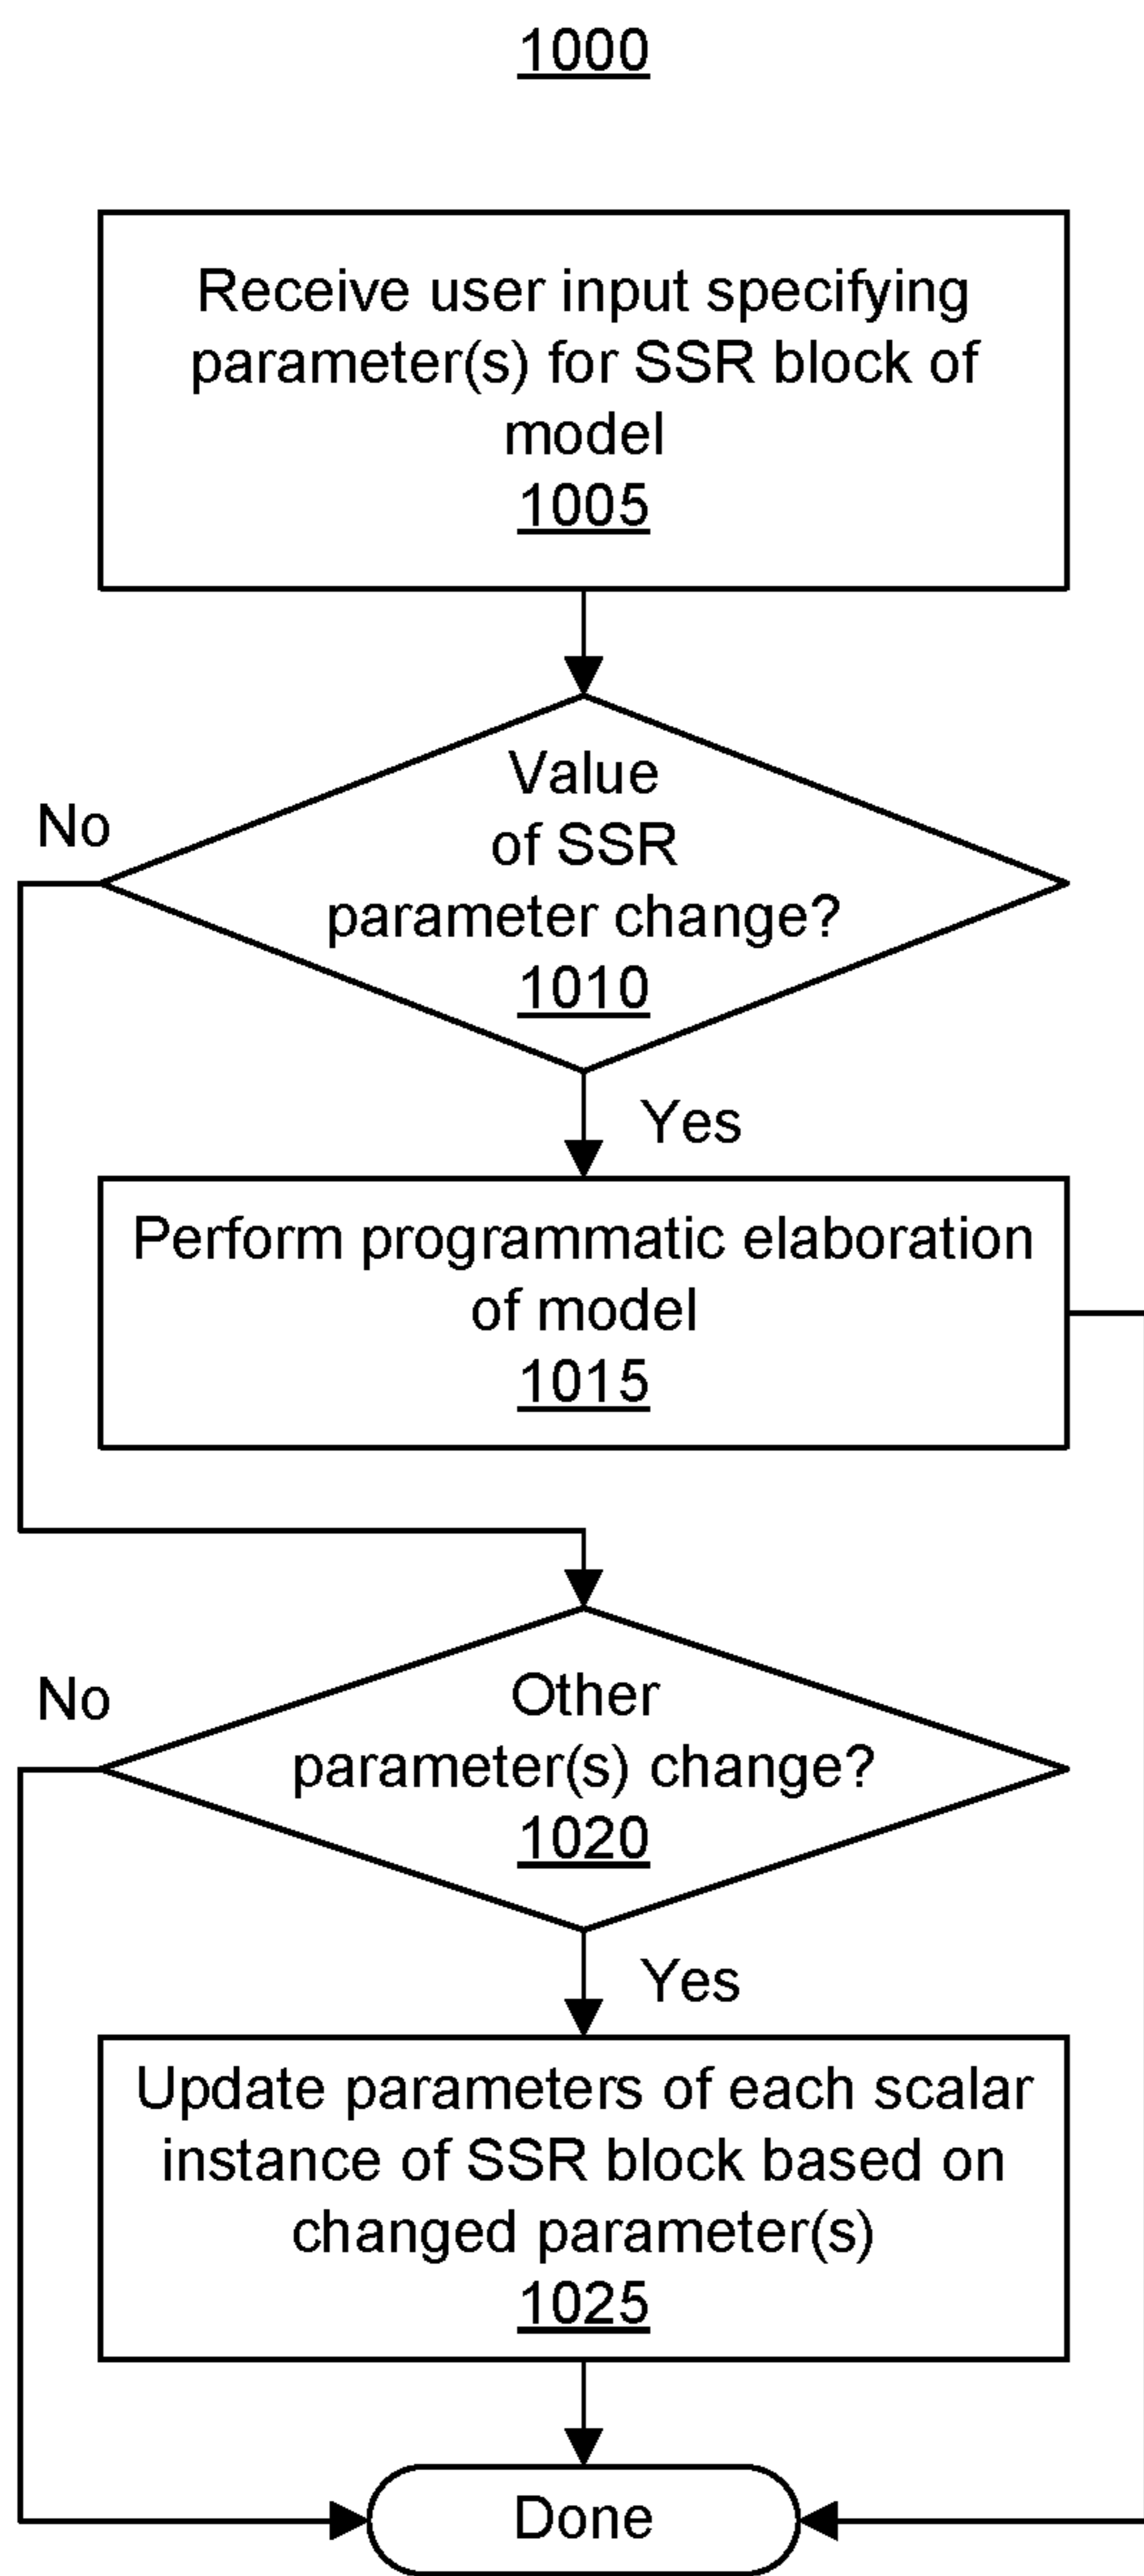 1000
Receive user input specifying
parameter(s) for SSR block of
model
1005
Value
of SSR
parameter change?
1010
No
Yes
Perform programmatic elaboration
of model
1015
Other
parameter(s) change?
1020
No
Yes
Update parameters of each scalar
instance of SSR block based on
changed parameter(s)
1025
Done